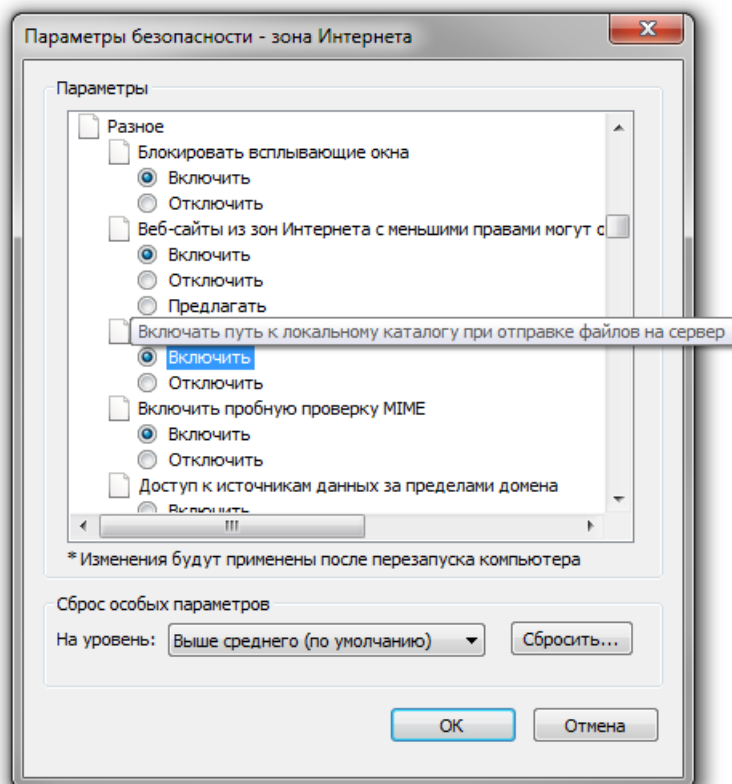 Параметры безопасности - зона Интернета
Параметры
Разное
Блокировать всплывающие окна
Включить
Отключить
Веб-сайты из зон Интернета с меньшими правами могут о
Включить
Отключить
Предлагать
Включать путь к локальному каталогу при отправке файлов на сервер
Включить
Отключить
Включить пробную проверку MIME
Включить
Отключить
Доступ к источникам данных за пределами домена
Включить
* Изменения будут применены после перезапуска компьютера
Сброс особых параметров
На уровень: Выше среднего (по умолчанию) Сбросить...
ОК Отмена